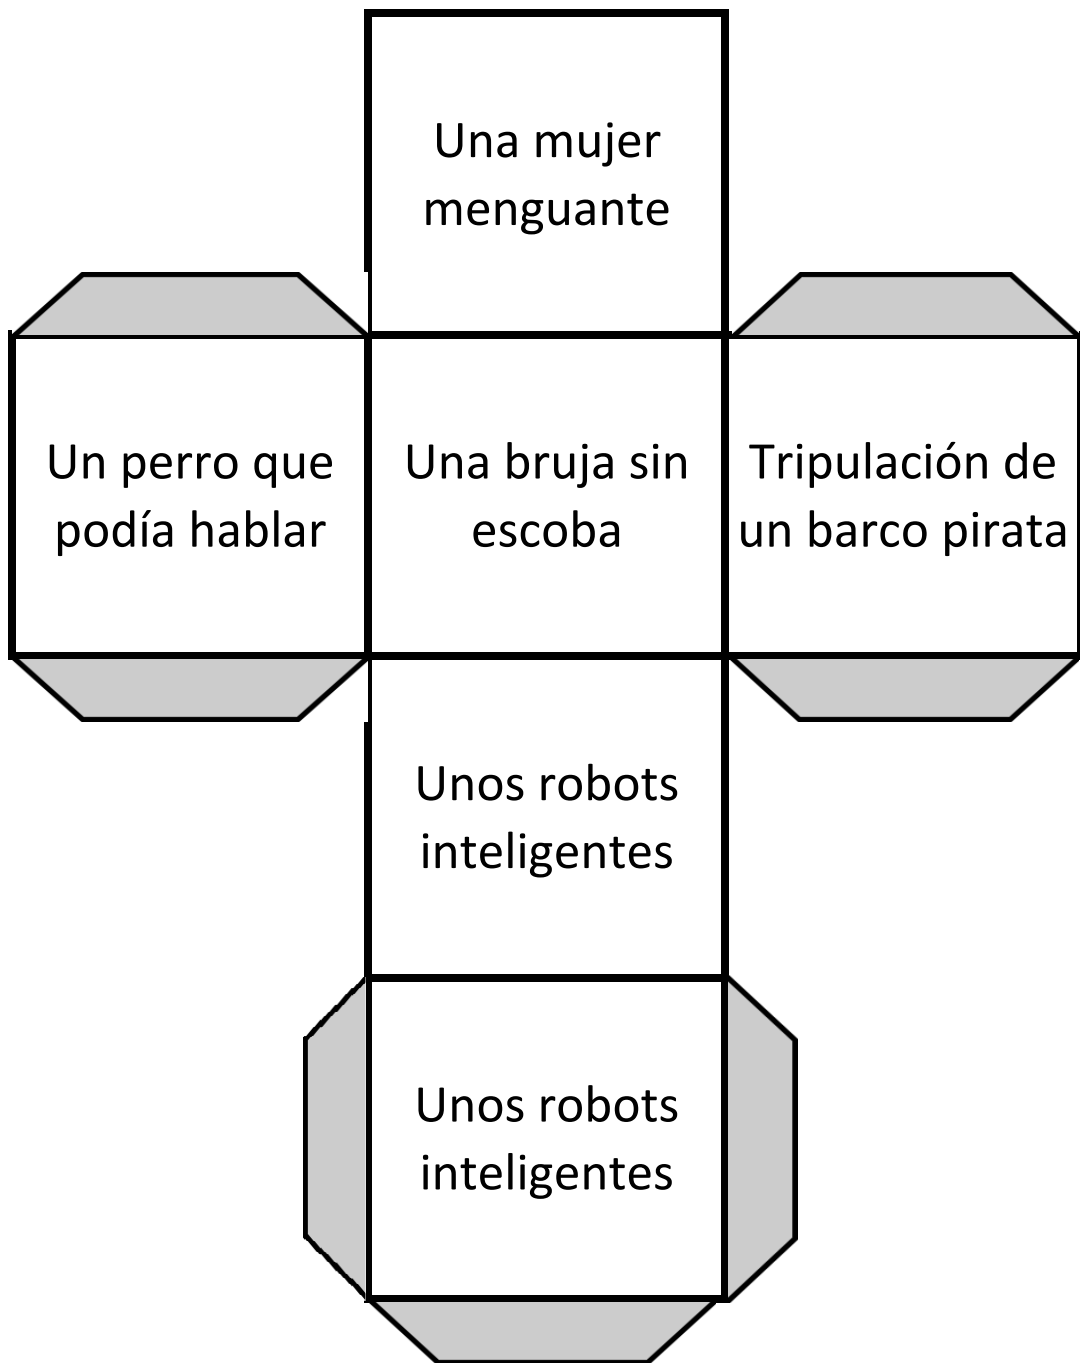 Una mujer
menguante
Un perro que
podía hablar
Una bruja sin
escoba
Tripulación de
un barco pirata
Unos robots
inteligentes
Unos robots
inteligentes